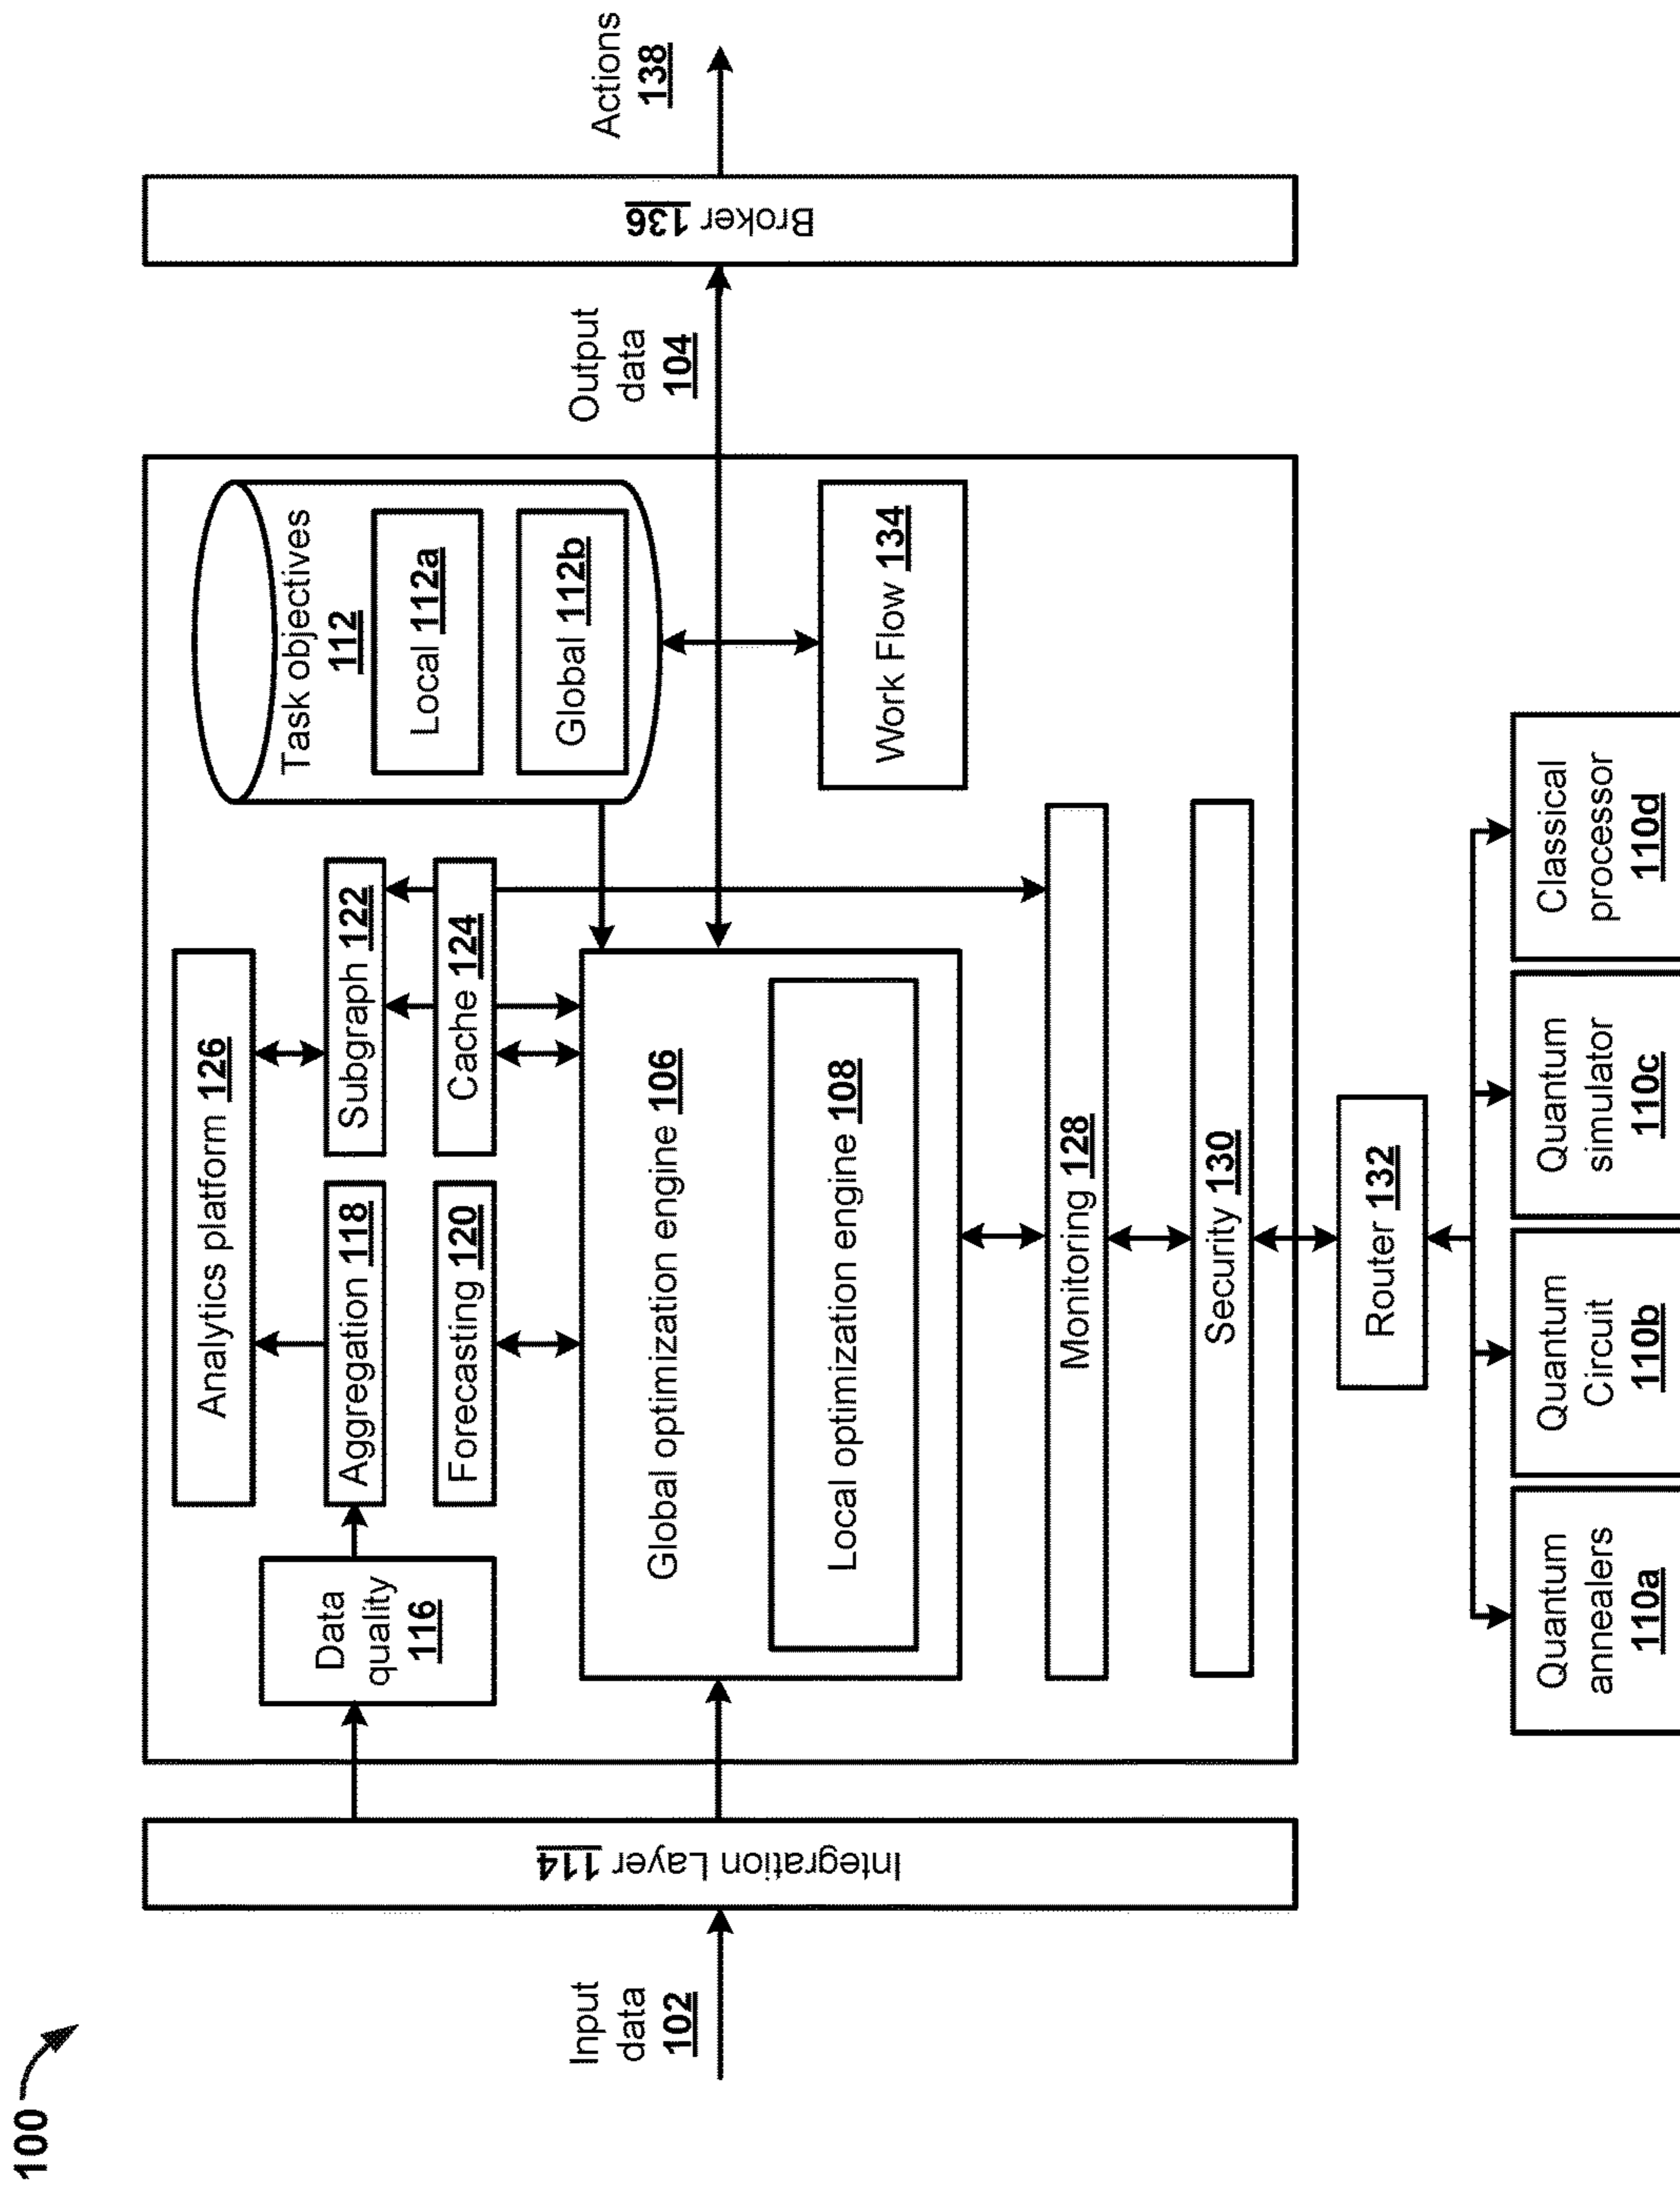 100
Input
data
102
Integration Layer 114
Data
quality
116
Analytics platform 126
Aggregation 118
Subgraph 122
Forecasting 120
Cache 124
Global optimization engine 106
Local optimization engine 108
Task objectives
112
Local 112a
Global 112b
Work Flow 134
Monitoring 128
Security 130
Router 132
Quantum
annealers
110a
Quantum
Circuit
110b
Quantum
simulator
110c
Classical
processor
110d
Output
data
104
Broker 136
Actions
138